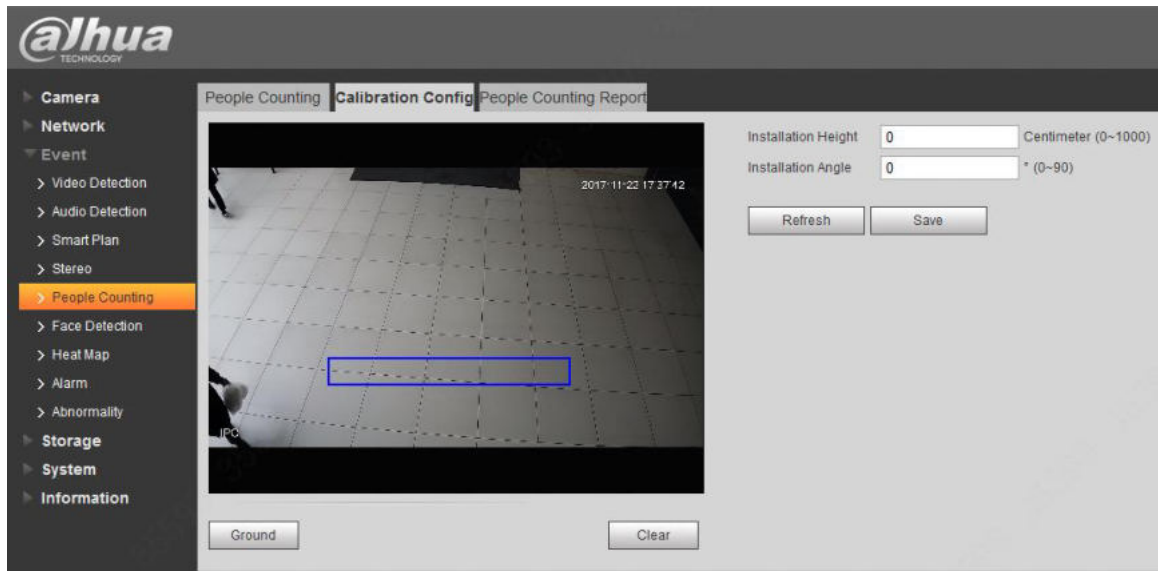 alhua
TECHNOLOGY
Camera
Network
Event
Video Detection
Audio Detection
Smart Plan
Stereo
People Counting
Face Detection
Heat Map
Alarm
Abnormality
Storage
System
Information
People Counting Calibration Config People Counting Report
2017-11-22 17:37:42
IPC
Ground Clear
Installation Height 0 Centimeter (0~1000)
Installation Angle 0 ° (0~90)
Refresh Save